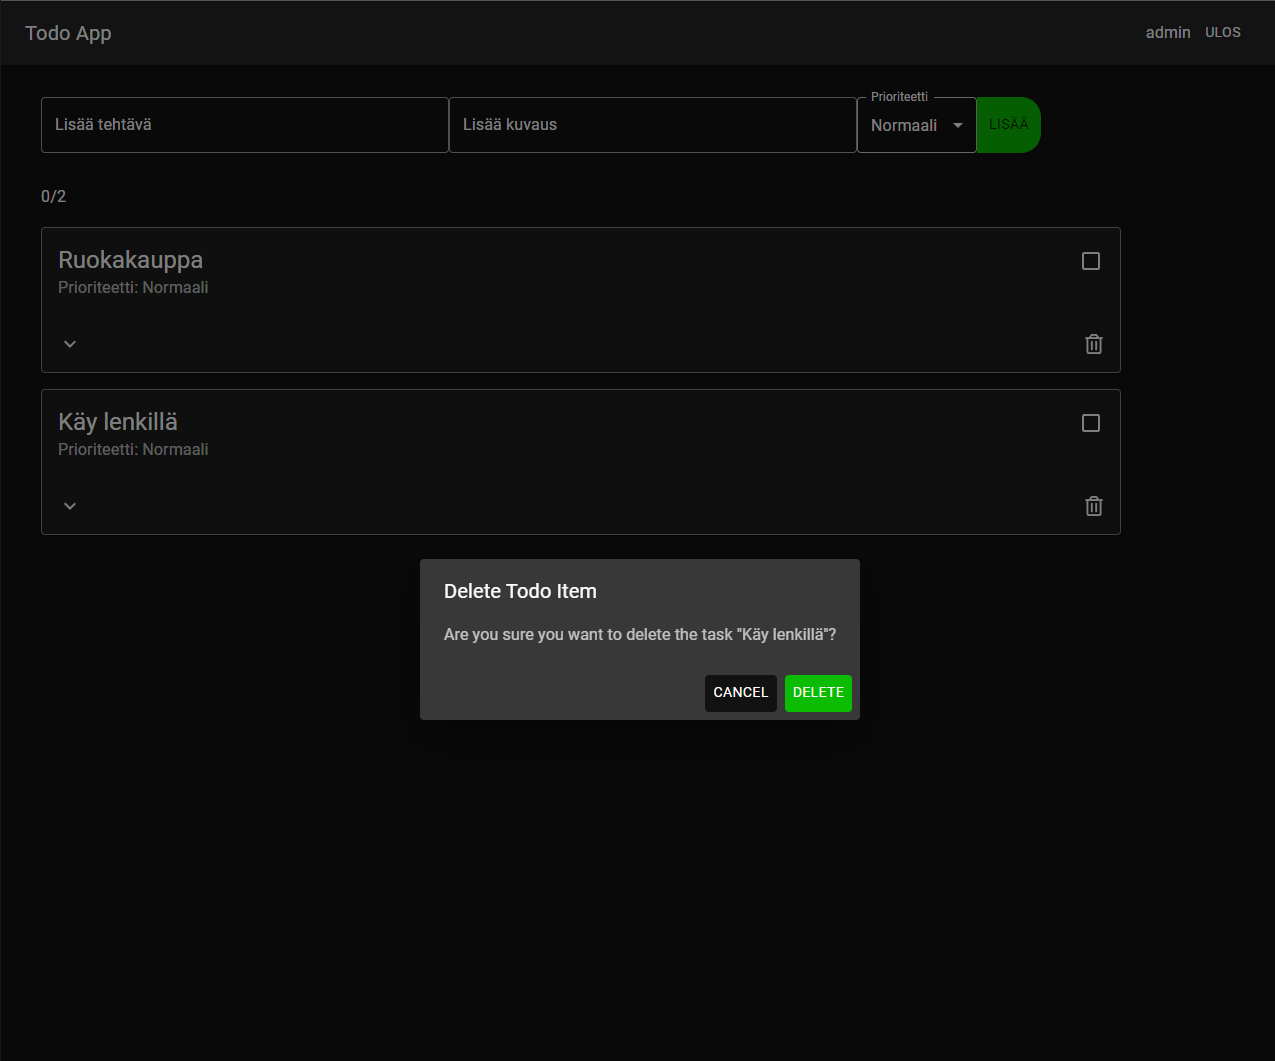 Todo App
admin ULOS
Prioriteetti
Lisää tehtävä Lisää kuvaus Normaali LISÄÄ
0/2
Ruokakauppa
Prioriteetti: Normaali
Käy lenkillä
Prioriteetti: Normaali
Delete Todo Item
Are you sure you want to delete the task "Käy lenkillä"?
CANCEL DELETE